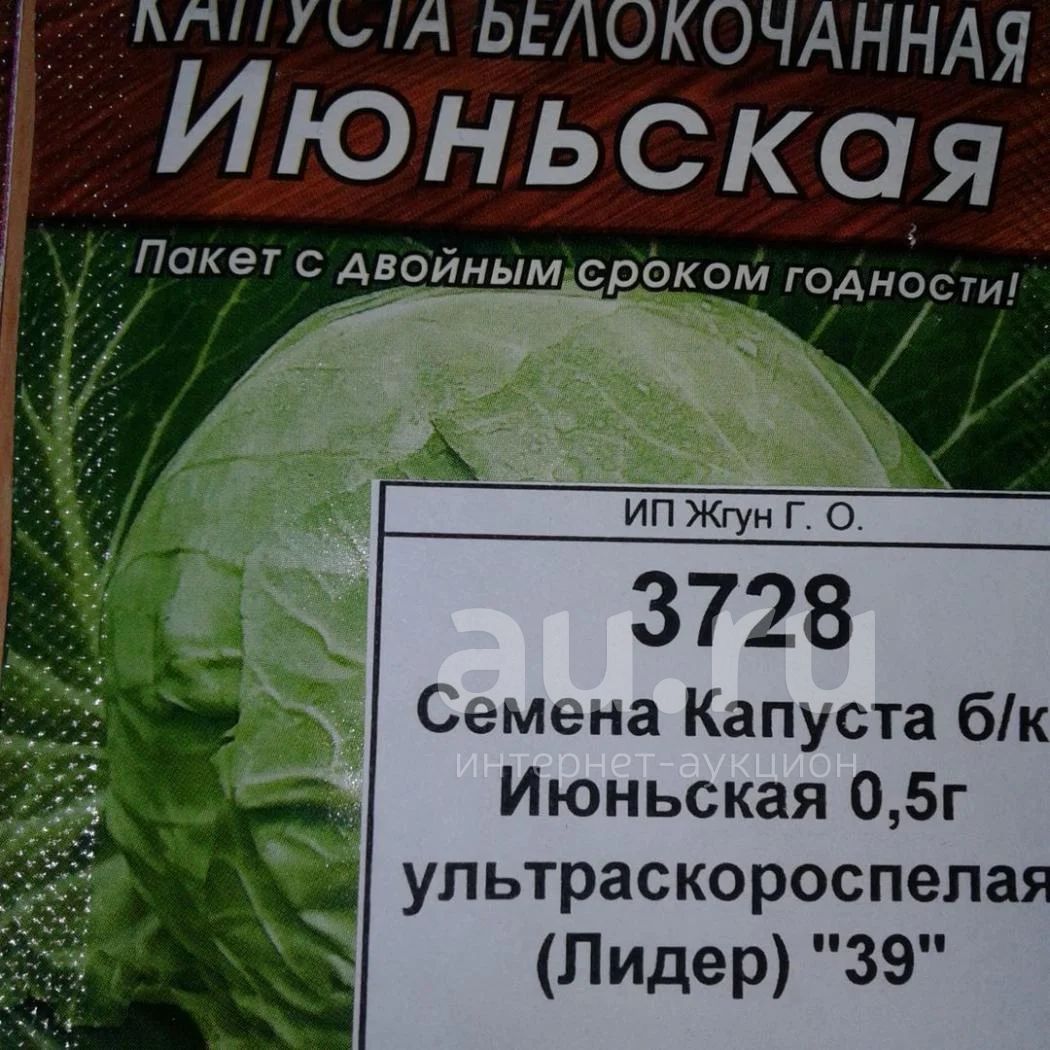 КАПУСТА БЕЛОКОЧАННАЯ
Июньская
Пакет с двойным сроком годности!
ИП Жгун Г. О.
3728
au.ru
Семена Капуста б/к
интернет-аукцион
Июньская 0,5г
ультраскороспелая
(Лидер) "39"